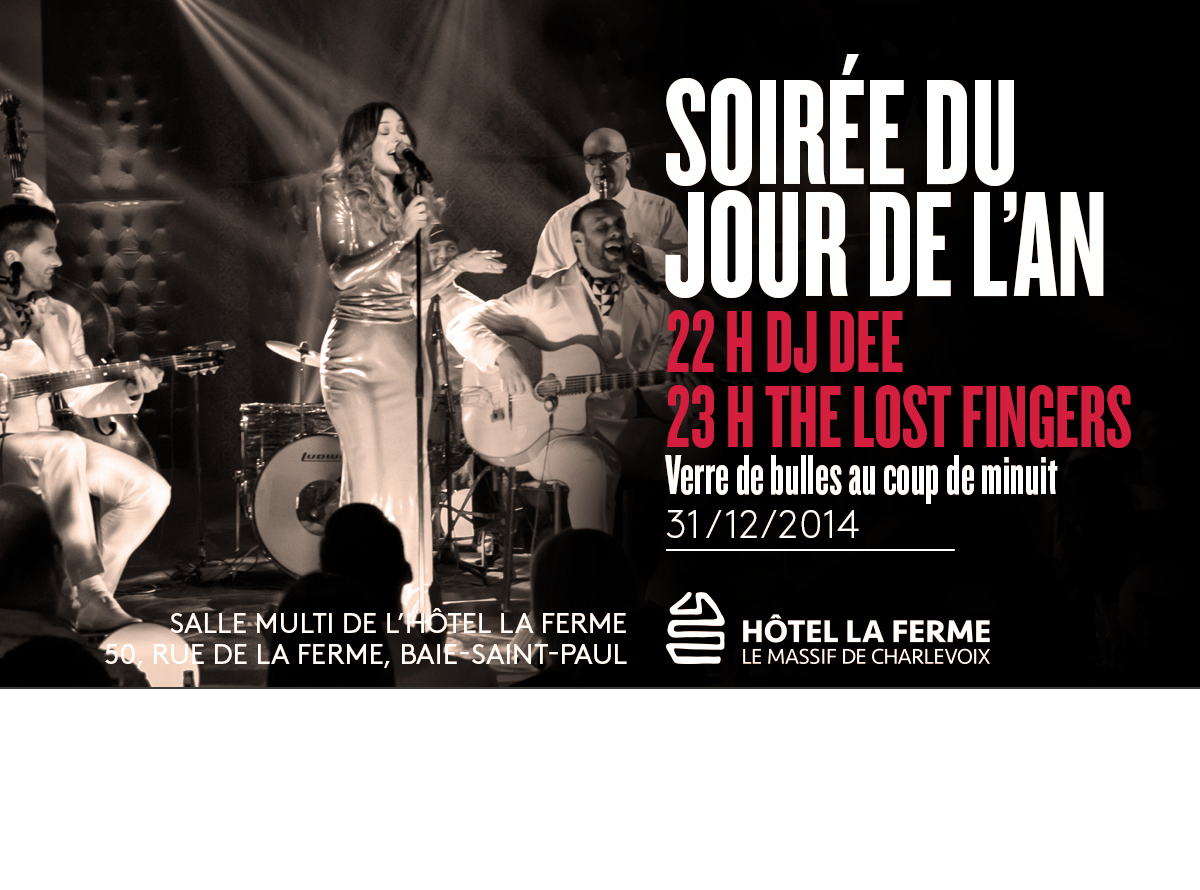 SOIRÉE DU
JOUR DE L'AN
22 H DJ DEE
23 H THE LOST FINGERS
Verre de bulles au coup de minuit
31/12/2014
SALLE MULTI DE L'HÔTEL LA FERME
50, RUE DE LA FERME, BAIE-SAINT-PAUL
HÔTEL LA FERME
LE MASSIF DE CHARLEVOIX